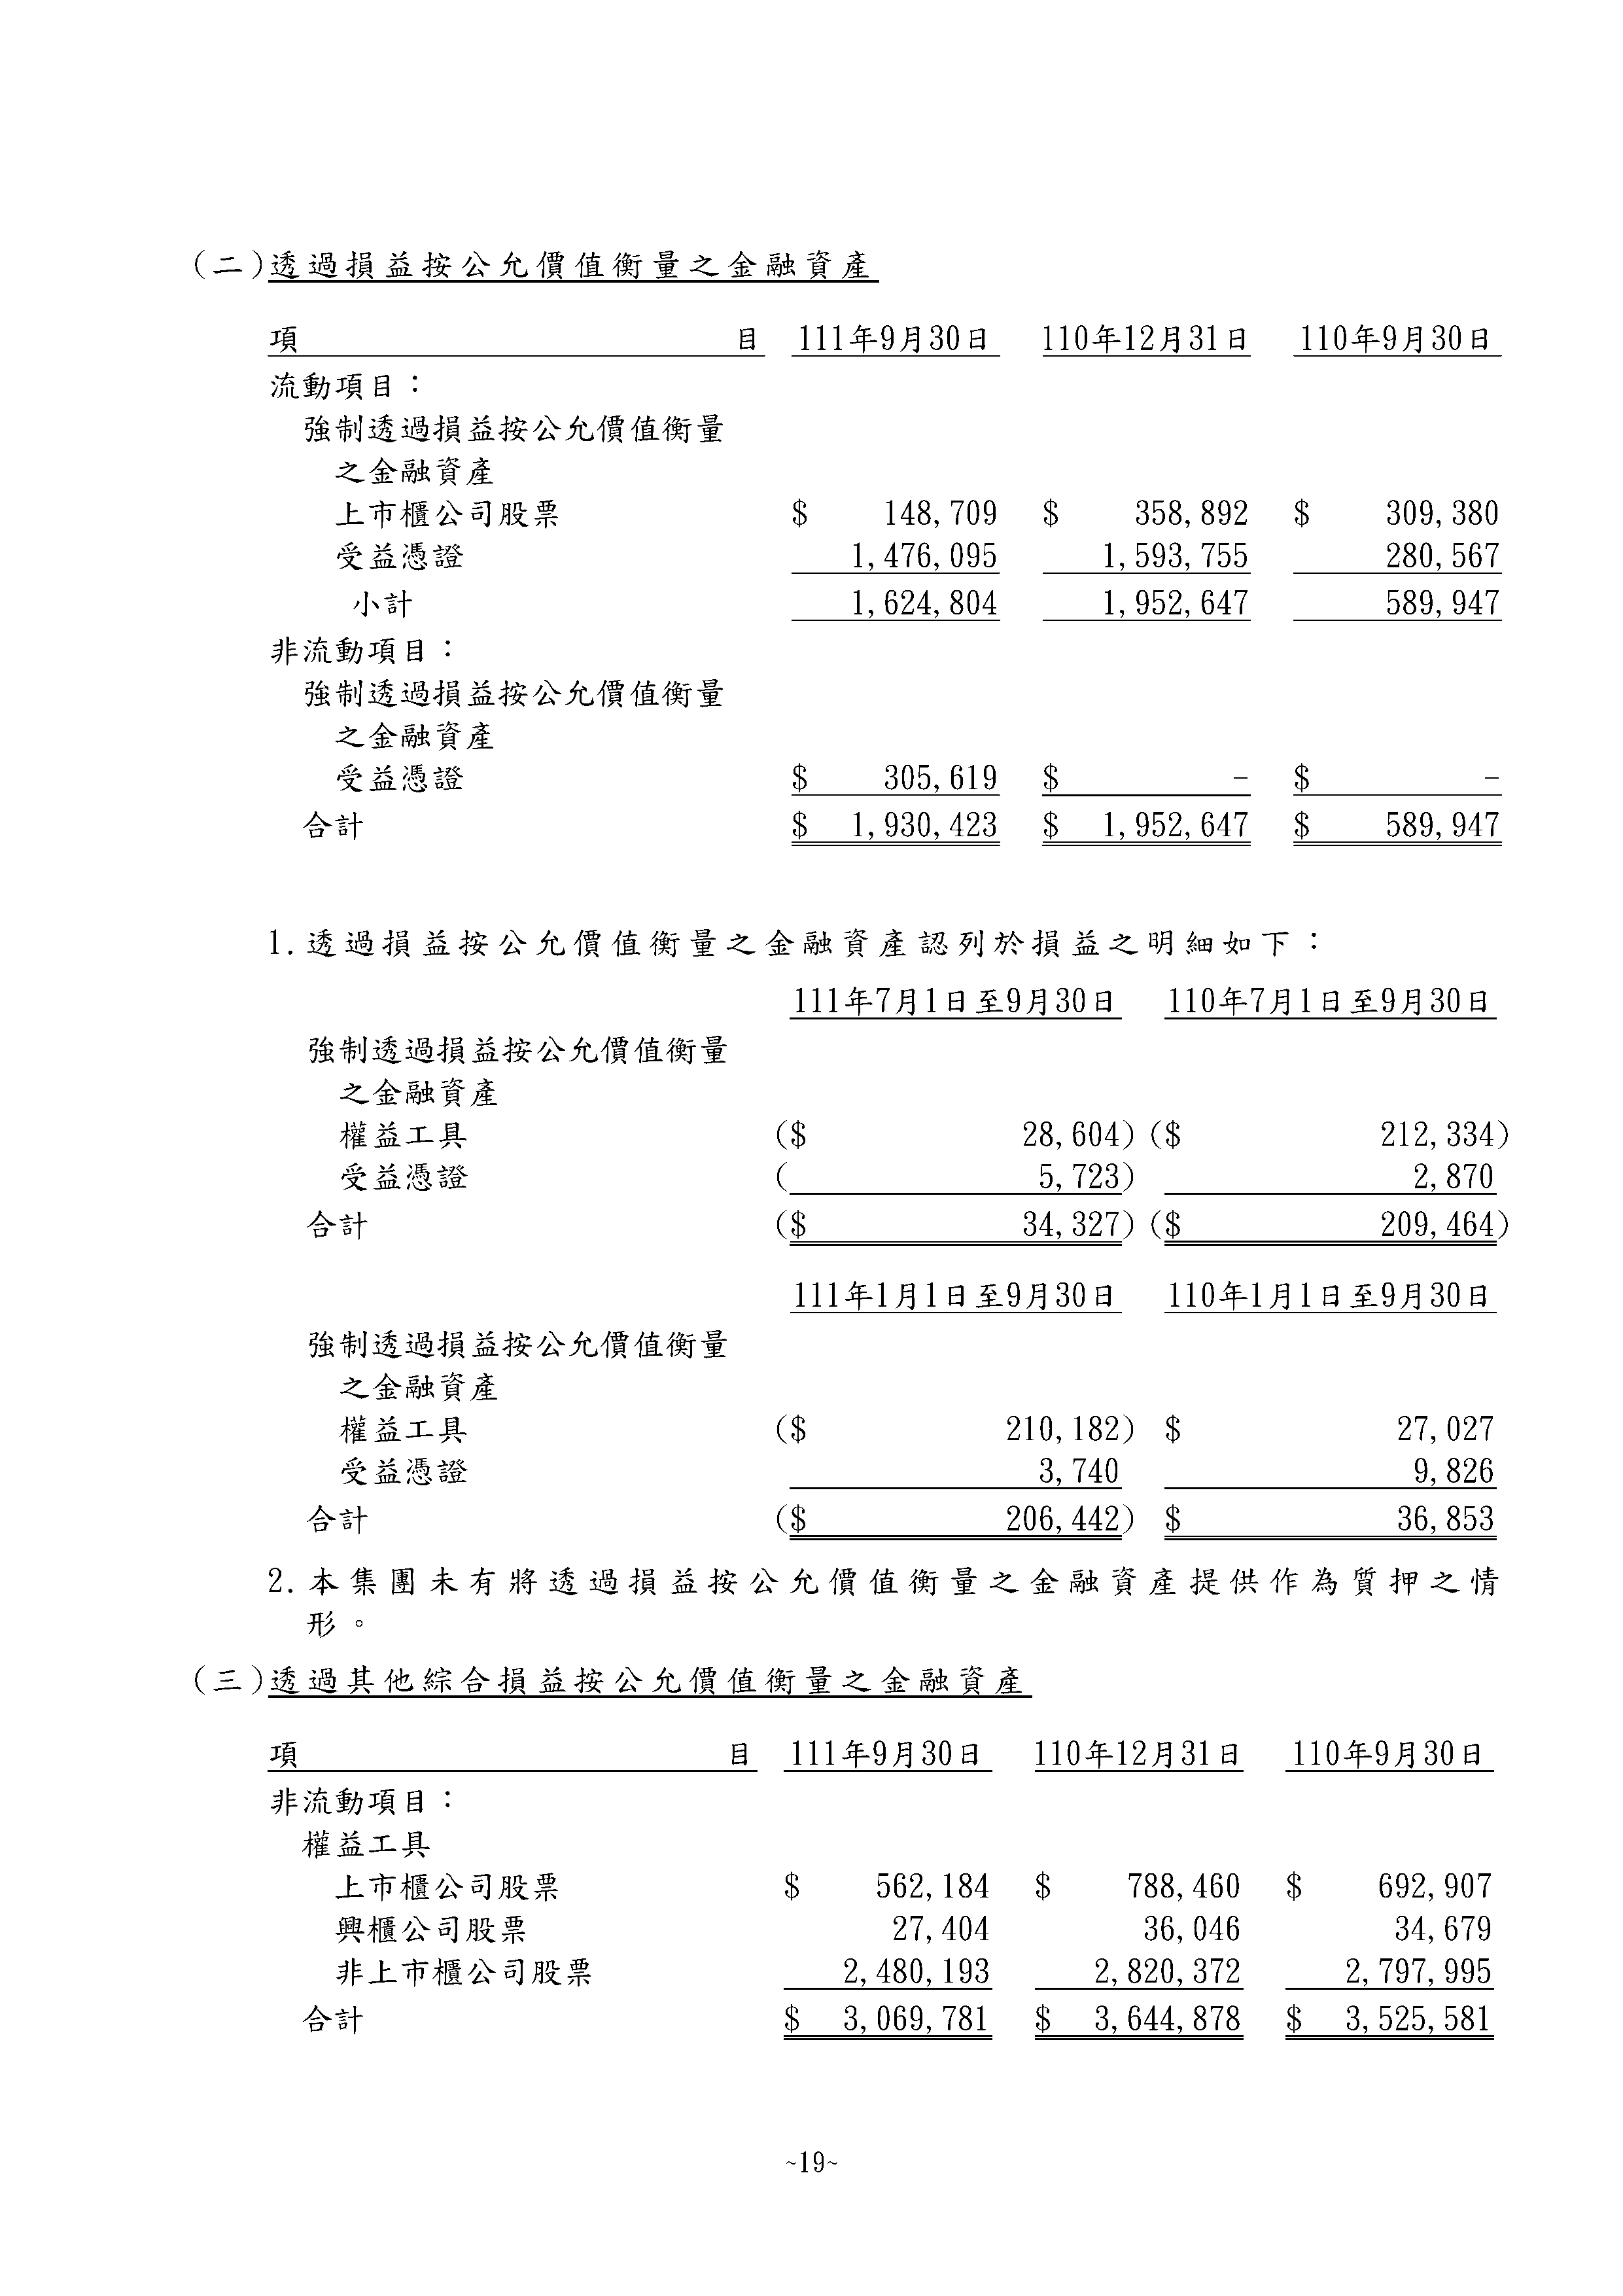 (二)透過損益按公允價值衡量之金融資產
項 目 111年9月30日 110年12月31日 110年9月30日
流動項目：
強制透過損益按公允價值衡量
之金融資產
上市櫃公司股票 $ 148,709 $ 358,892 $ 309,380
受益憑證 1,476,095 1,593,755 280,567
小計 1,624,804 1,952,647 589,947
非流動項目：
強制透過損益按公允價值衡量
之金融資產
受益憑證 $ 305,619 $ - $ -
合計 $ 1,930,423 $ 1,952,647 $ 589,947
1.透過損益按公允價值衡量之金融資產認列於損益之明細如下：
111年7月1日至9月30日 110年7月1日至9月30日
強制透過損益按公允價值衡量
之金融資產
權益工具 ($ 28,604) ($ 212,334)
受益憑證 ( 5,723) 2,870
合計 ($ 34,327) ($ 209,464)
111年1月1日至9月30日 110年1月1日至9月30日
強制透過損益按公允價值衡量
之金融資產
權益工具 ($ 210,182) $ 27,027
受益憑證 3,740 9,826
合計 ($ 206,442) $ 36,853
2.本集團未有將透過損益按公允價值衡量之金融資產提供作為質押之情
形。
(三)透過其他綜合損益按公允價值衡量之金融資產
項 目 111年9月30日 110年12月31日 110年9月30日
非流動項目：
權益工具
上市櫃公司股票 $ 562,184 $ 788,460 $ 692,907
興櫃公司股票 27,404 36,046 34,679
非上市櫃公司股票 2,480,193 2,820,372 2,797,995
合計 $ 3,069,781 $ 3,644,878 $ 3,525,581
~19~